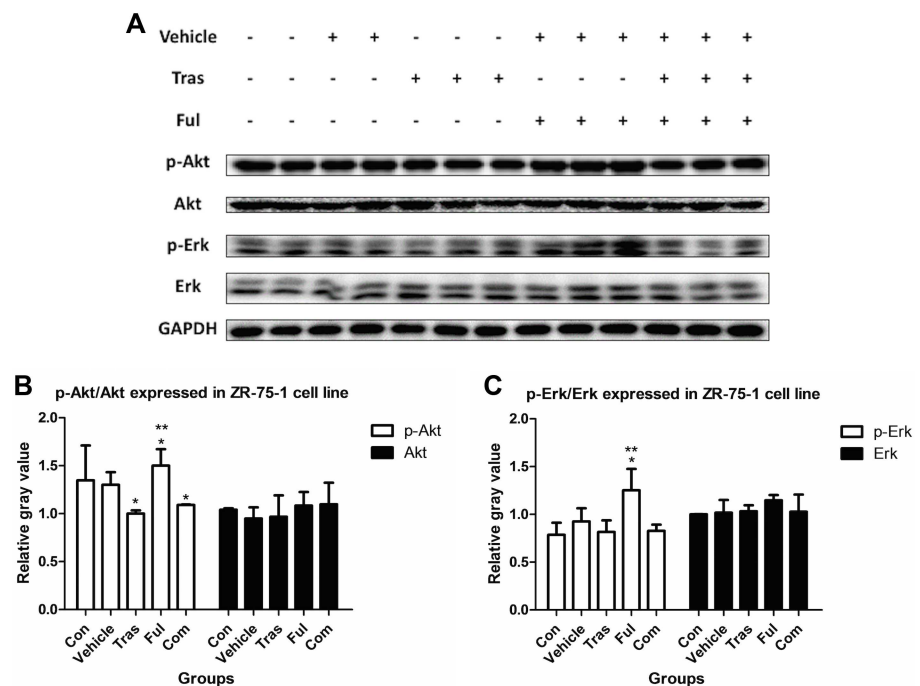 A
Vehicle - - + + - - - + + + + + +
Tras - - - - + + + - - - + + +
Ful - - - - - - - + + + + + +
p-Akt
Akt
p-Erk
Erk
GAPDH
B
p-Akt/Akt expressed in ZR-75-1 cell line
2.0
1.5
1.0
0.5
0.0
Relative gray value
* ** * *
p-Akt
Akt
Con Vehicle Tras Ful Com Con Vehicle Tras Ful Com
Groups
C
p-Erk/Erk expressed in ZR-75-1 cell line
2.0
1.5
1.0
0.5
0.0
Relative gray value
** *
p-Erk
Erk
Con Vehicle Tras Ful Com Con Vehicle Tras Ful Com
Groups